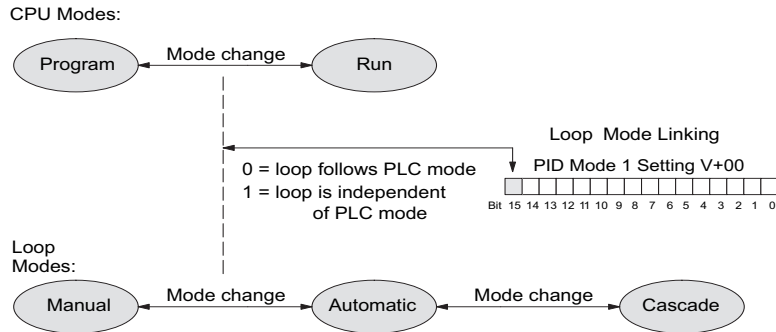 CPU Modes:
Program
Mode change
Run
Loop Mode Linking
0 = loop follows PLC mode
1 = loop is independent
of PLC mode
PID Mode 1 Setting V+00
Bit 15 14 13 12 11 10 9 8 7 6 5 4 3 2 1 0
Loop
Modes:
Manual
Mode change
Automatic
Mode change
Cascade